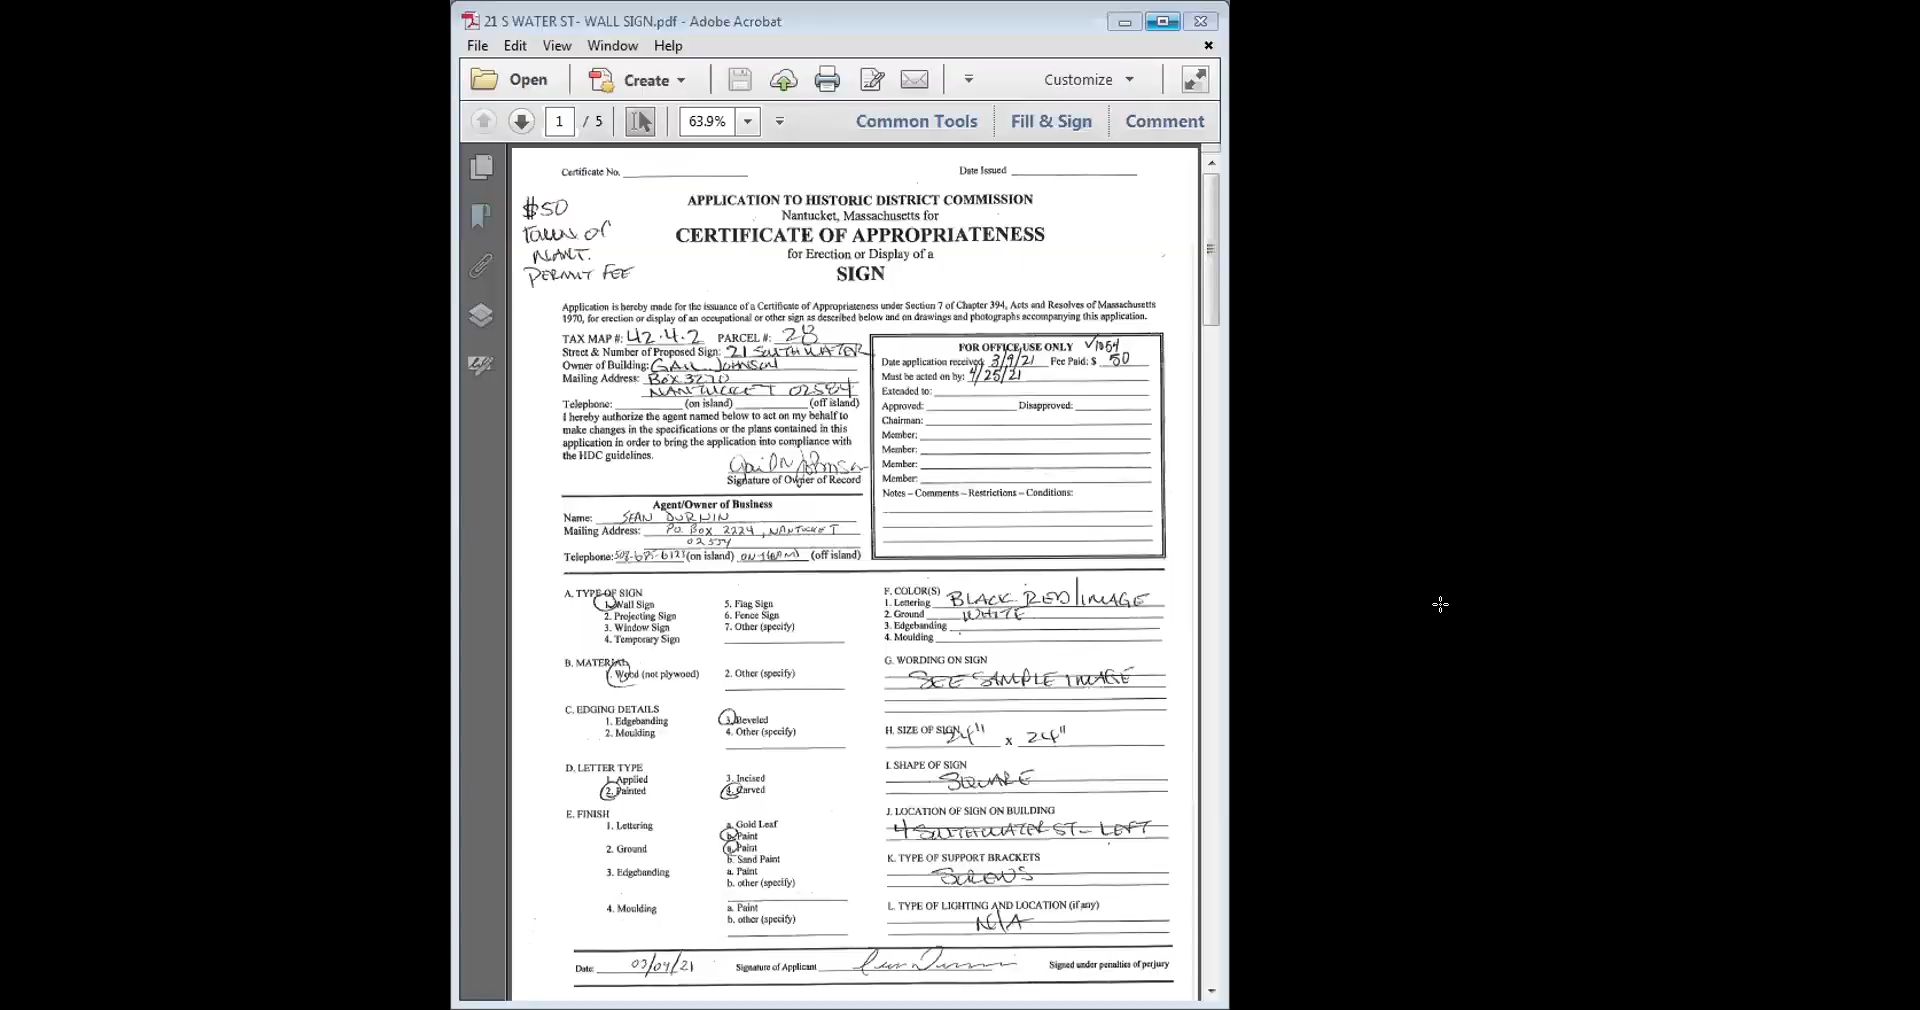 21 S WATER ST- WALL SIGN.pdf - Adobe Acrobat
File Edit View Window Help
Open Create Customize
1 / 5 63.9% Common Tools Fill & Sign Comment
Certificate No. Date Issued
$50
Town of
NANT.
PERMIT FEE
APPLICATION TO HISTORIC DISTRICT COMMISSION
Nantucket, Massachusetts for
CERTIFICATE OF APPROPRIATENESS
for Erection or Display of a
SIGN
Application is hereby made for the issuance of a Certificate of Appropriateness under Section 7 of Chapter 394, Acts and Resolves of Massachusetts
1970, for erection or display of an occupational or other sign as described below and on drawings and photographs accompanying this application.
TAX MAP #: 42.4.2 PARCEL #: 28
Street & Number of Proposed Sign: 21 SOUTH WATER
Owner of Building: GAIL JOHNSON
Mailing Address: BOX 3270
NANTUCKET 02584
Telephone: (on island) (off island)
I hereby authorize the agent named below to act on my behalf to
make changes in the specifications or the plans contained in this
application in order to bring the application into compliance with
the HDC guidelines.
Signature of Owner of Record
FOR OFFICE USE ONLY
Date application received: 3/9/21 Fee Paid: $ 50
Must be acted on by: 4/25/21
Extended to:
Approved: Disapproved:
Chairman:
Member:
Member:
Member:
Member:
Notes – Comments – Restrictions – Conditions:
Agent/Owner of Business
Name: SEAN DURNIN
Mailing Address: P.O. BOX 2224, NANTUCKET
Telephone: (on island) (off island)
A. TYPE OF SIGN
1. Wall Sign 5. Flag Sign
2. Projecting Sign 6. Fence Sign
3. Window Sign 7. Other (specify)
4. Temporary Sign
B. MATERIAL
1. Wood (not plywood) 2. Other (specify)
C. EDGING DETAILS
1. Edgebanding 3. Beveled
2. Moulding 4. Other (specify)
D. LETTER TYPE
1. Applied 3. Incised
2. Painted 4. Carved
E. FINISH
1. Lettering a. Gold Leaf
b. Paint
2. Ground a. Paint
b. Sand Paint
3. Edgebanding a. Paint
b. other (specify)
4. Moulding a. Paint
b. other (specify)
F. COLOR(S)
1. Lettering BLACK RED/IMAGE
2. Ground WHITE
3. Edgebanding
4. Moulding
G. WORDING ON SIGN
SEE SAMPLE IMAGE
H. SIZE OF SIGN 24" x 24"
I. SHAPE OF SIGN
SQUARE
J. LOCATION OF SIGN ON BUILDING
4 SOUTH WATER ST - LEFT
K. TYPE OF SUPPORT BRACKETS
SCREWS
L. TYPE OF LIGHTING AND LOCATION (if any)
N/A
Date: 03/04/21 Signature of Applicant Signed under penalties of perjury